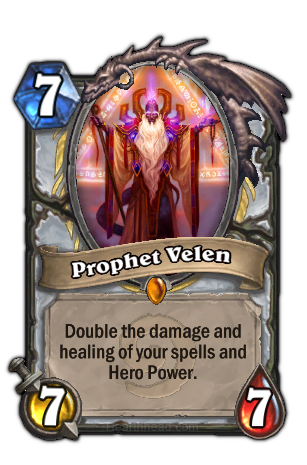 7
Prophet Velen
Double the damage and
healing of your spells and
Hero Power.
7
7